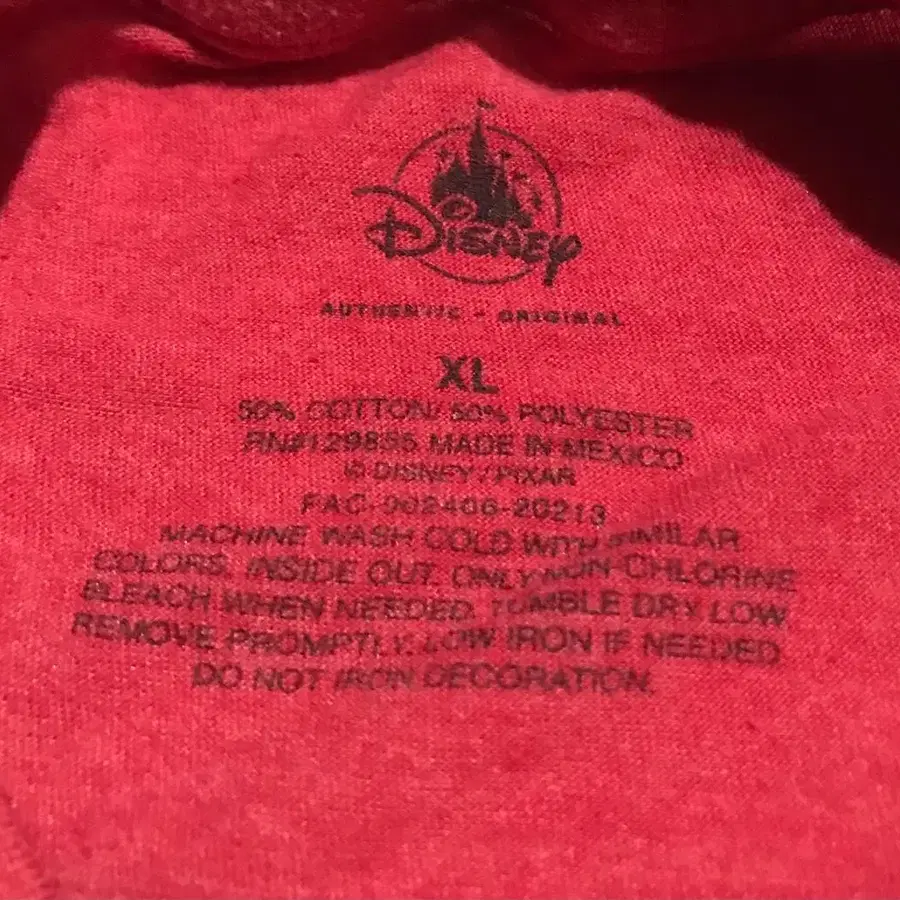 Disney
AUTHENTIC - ORIGINAL
XL
50% COTTON/ 50% POLYESTER
RN#129855 MADE IN MEXICO
© DISNEY / PIXAR
FAC-002406-20213
MACHINE WASH COLD WITH SIMILAR
COLORS. INSIDE OUT. ONLY NON-CHLORINE
BLEACH WHEN NEEDED. TUMBLE DRY LOW
REMOVE PROMPTLY. LOW IRON IF NEEDED
DO NOT IRON DECORATION.